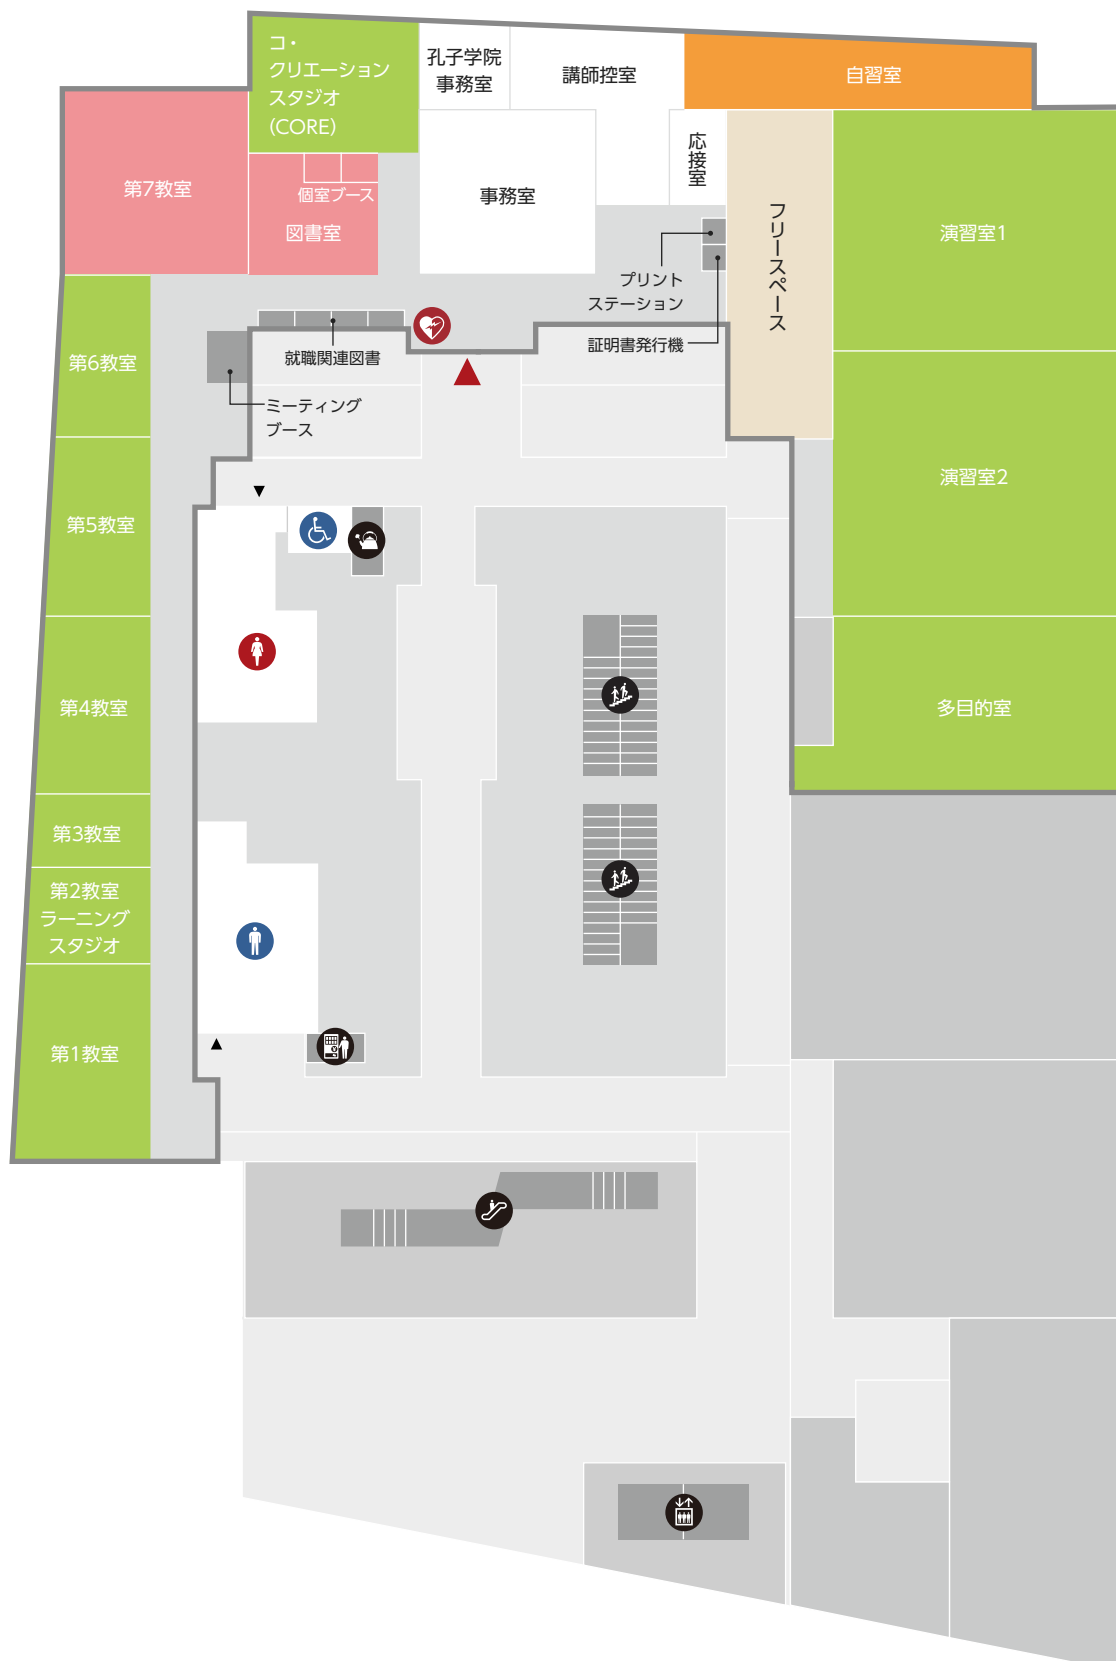 コ・
クリエーション
スタジオ
(CORE)
孔子学院
事務室
講師控室
自習室
第7教室
個室ブース
図書室
事務室
応接室
フリースペース
演習室1
プリント
ステーション
証明書発行機
就職関連図書
ミーティング
ブース
第6教室
演習室2
第5教室
第4教室
多目的室
第3教室
第2教室
ラーニング
スタジオ
第1教室